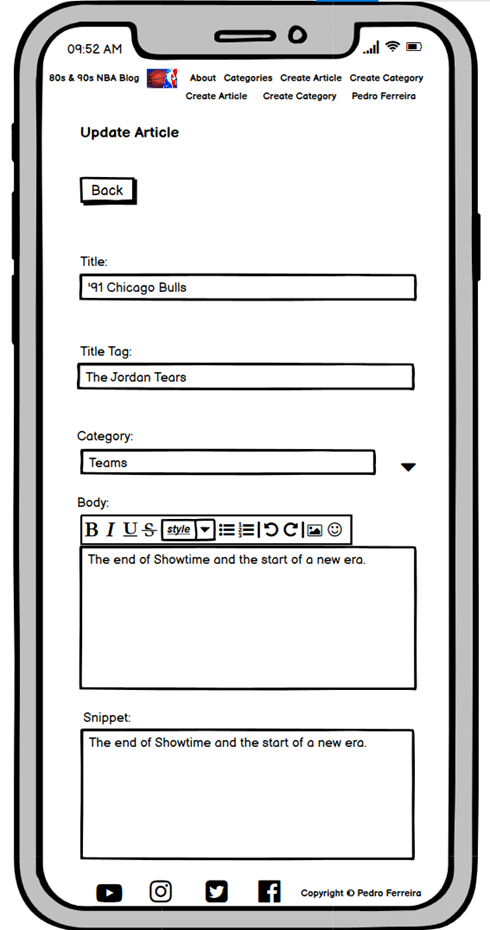 09:52 AM
80s & 90s NBA Blog About Categories Create Article Create Category
Create Article Create Category Pedro Ferreira
Update Article
Back
Title:
'91 Chicago Bulls
Title Tag:
The Jordan Tears
Category:
Teams
Body:
B I U S style
The end of Showtime and the start of a new era.
Snippet:
The end of Showtime and the start of a new era.
Copyright © Pedro Ferreira